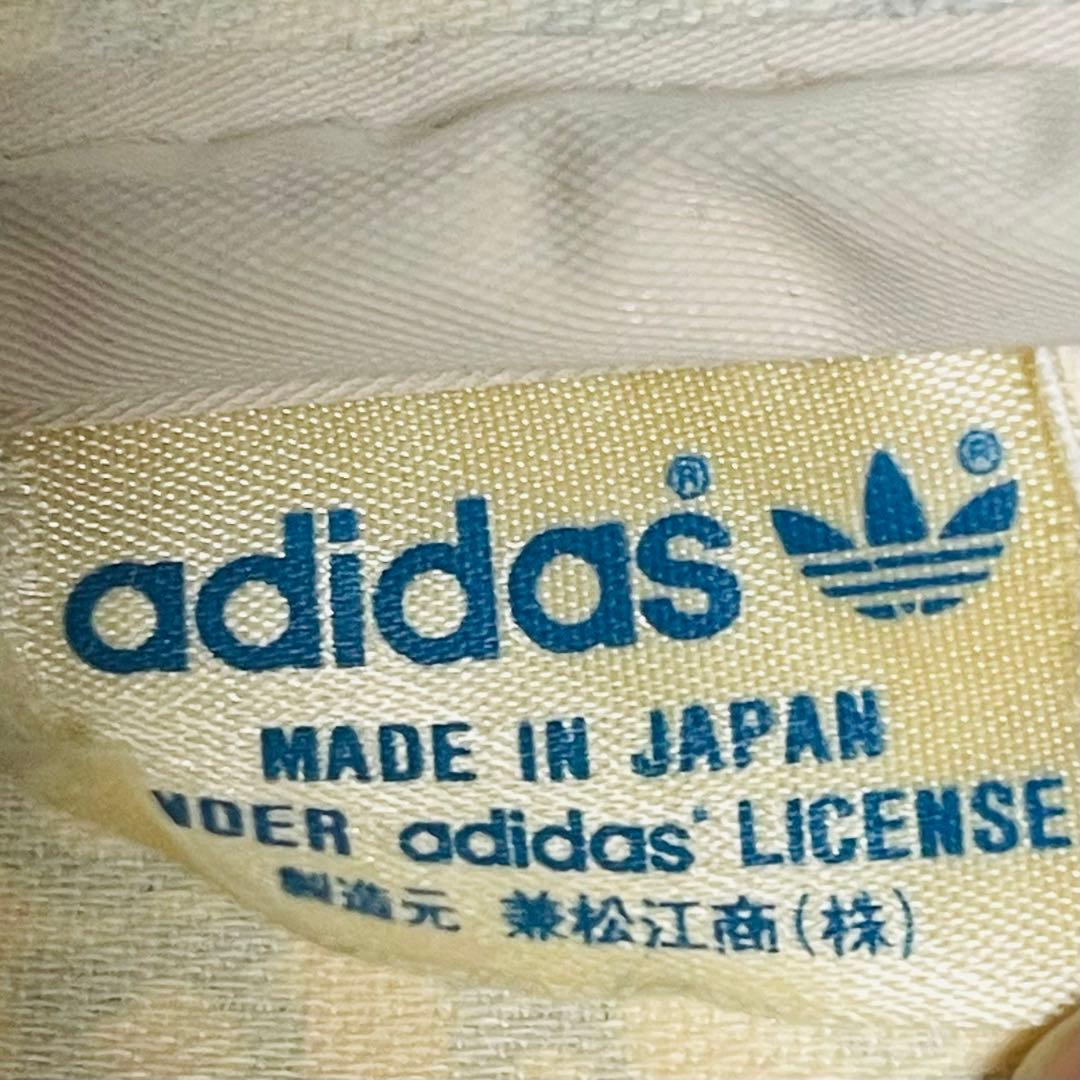 adidas®
®
MADE IN JAPAN
NDER adidas® LICENSE
製造元 兼松江商(株)